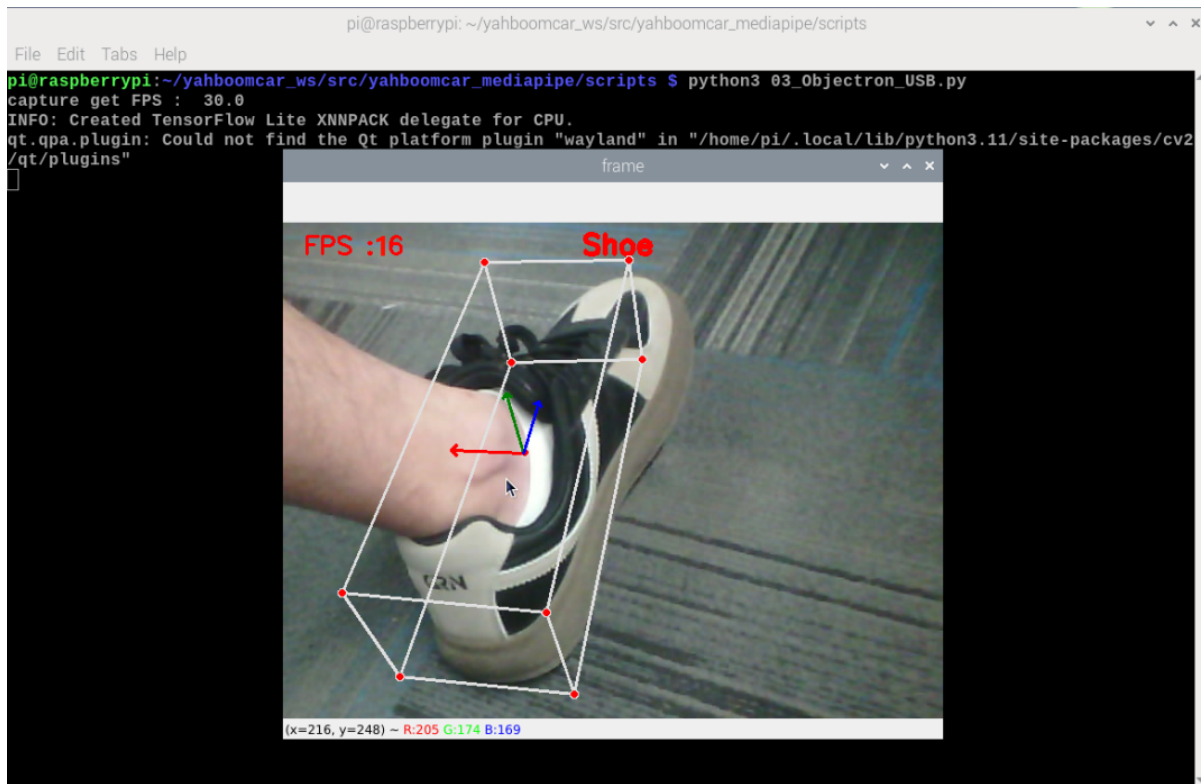 pi@raspberrypi: ~/yahboomcar_ws/src/yahboomcar_mediapipe/scripts
File Edit Tabs Help
pi@raspberrypi:~/yahboomcar_ws/src/yahboomcar_mediapipe/scripts $ python3 03_Objectron_USB.py
capture get FPS :  30.0
INFO: Created TensorFlow Lite XNNPACK delegate for CPU.
qt.qpa.plugin: Could not find the Qt platform plugin "wayland" in "/home/pi/.local/lib/python3.11/site-packages/cv2
/qt/plugins"
frame
FPS :16 Shoe
(x=216, y=248) ~ R:205 G:174 B:169